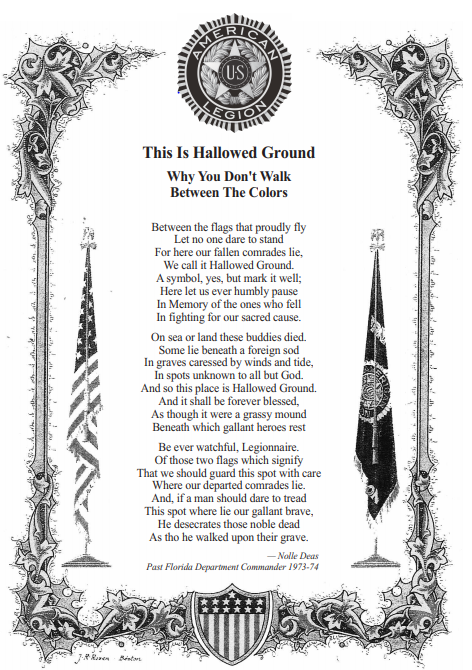 AMERICAN
U·S
LEGION
This Is Hallowed Ground
Why You Don't Walk
Between The Colors
Between the flags that proudly fly
Let no one dare to stand
For here our fallen comrades lie,
We call it Hallowed Ground.
A symbol, yes, but mark it well;
Here let us ever humbly pause
In Memory of the ones who fell
In fighting for our sacred cause.
On sea or land these buddies died.
Some lie beneath a foreign sod
In graves caressed by winds and tide,
In spots unknown to all but God.
And so this place is Hallowed Ground.
And it shall be forever blessed,
As though it were a grassy mound
Beneath which gallant heroes rest
Be ever watchful, Legionnaire.
Of those two flags which signify
That we should guard this spot with care
Where our departed comrades lie.
And, if a man should dare to tread
This spot where lie our gallant brave,
He desecrates those noble dead
As tho he walked upon their grave.
— Nolle Deas
Past Florida Department Commander 1973-74